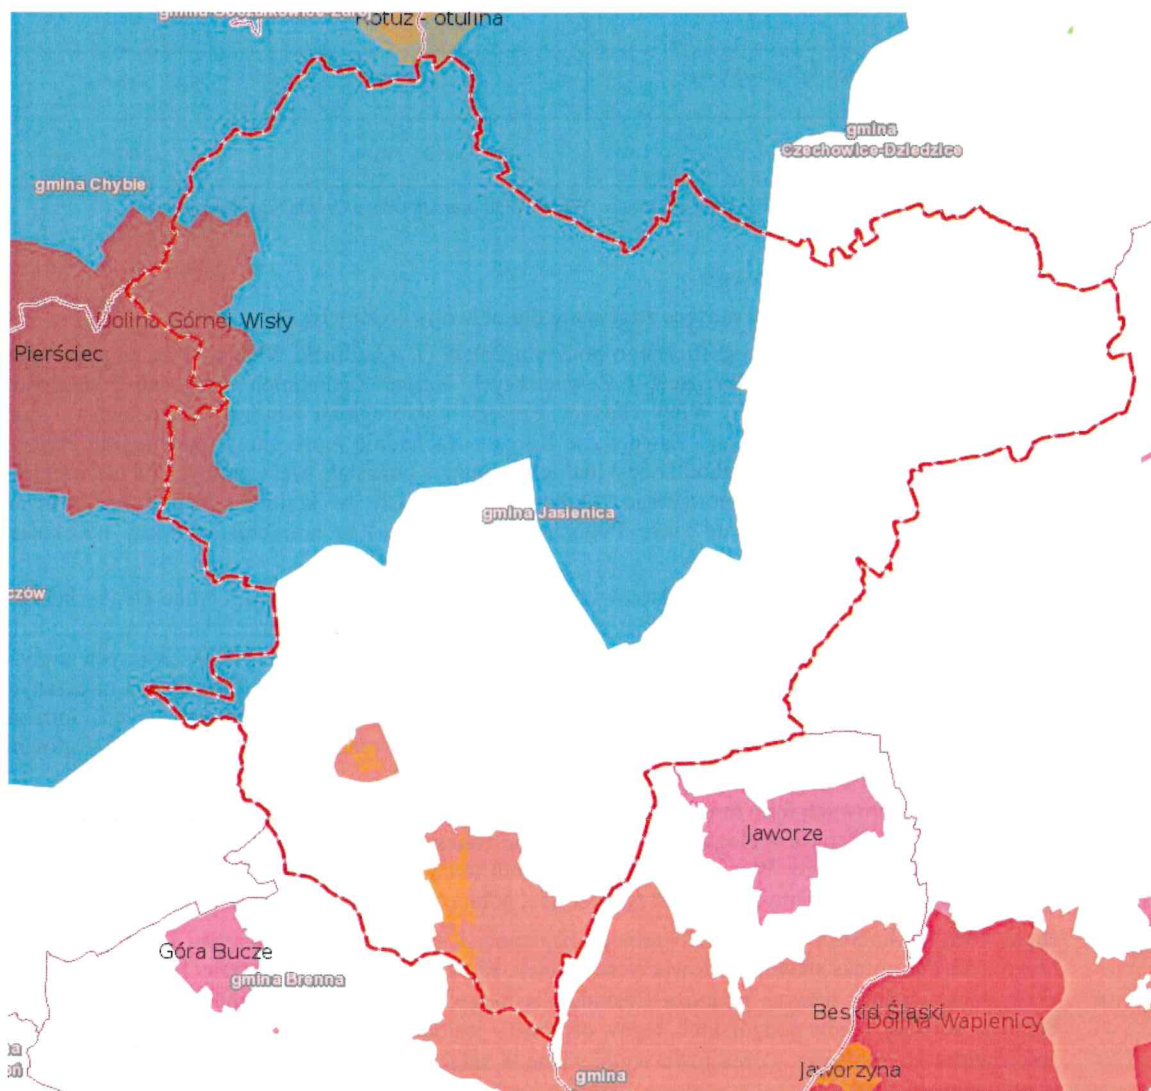 Rotuz - otulina
gmina
Czechowice-Dziedzice
gmina Chybie
Dolina Górnej Wisły
Pierściec
gmina Jasienica
czów
Jaworze
Góra Bucze
gmina Brenna
Beskid Śląski
Dolina Wapienicy
Jaworzyna
gmina